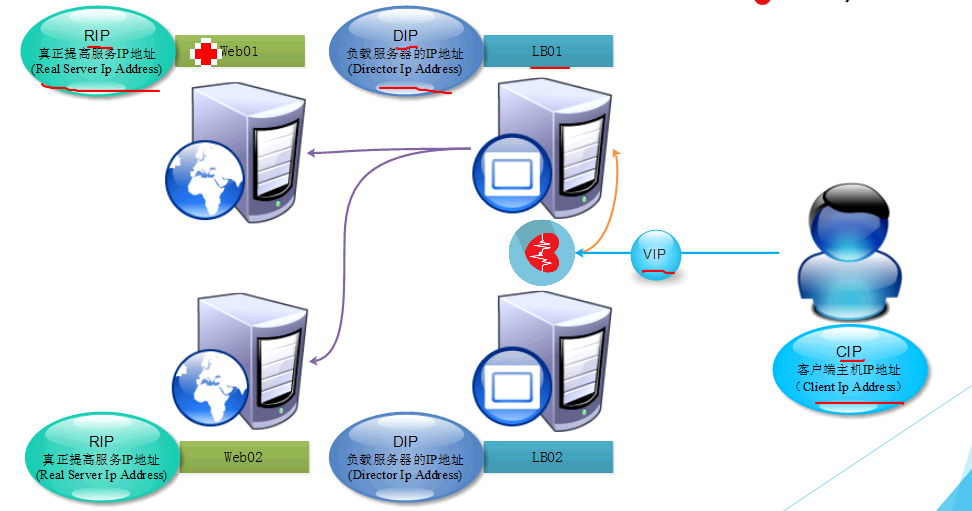 RIP
真正提高服务IP地址
(Real Server Ip Address)
Web01
DIP
负载服务器的IP地址
(Director Ip Address)
LB01
VIP
CIP
客户端主机IP地址
（Client Ip Address）
RIP
真正提高服务IP地址
(Real Server Ip Address)
Web02
DIP
负载服务器的IP地址
(Director Ip Address)
LB02